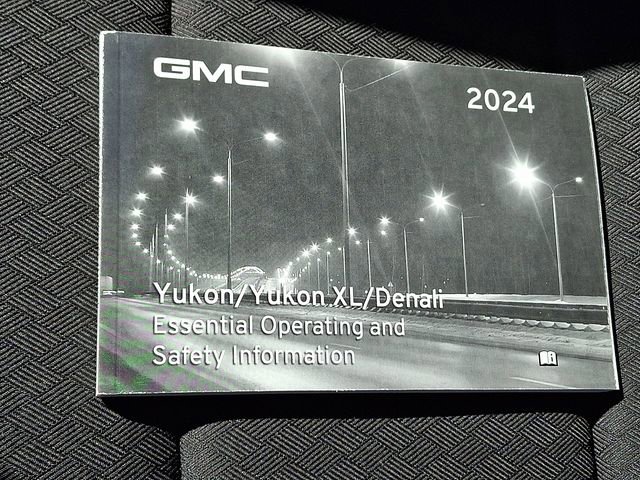 GMC
2024
Yukon/Yukon XL/Denali
Essential Operating and
Safety Information